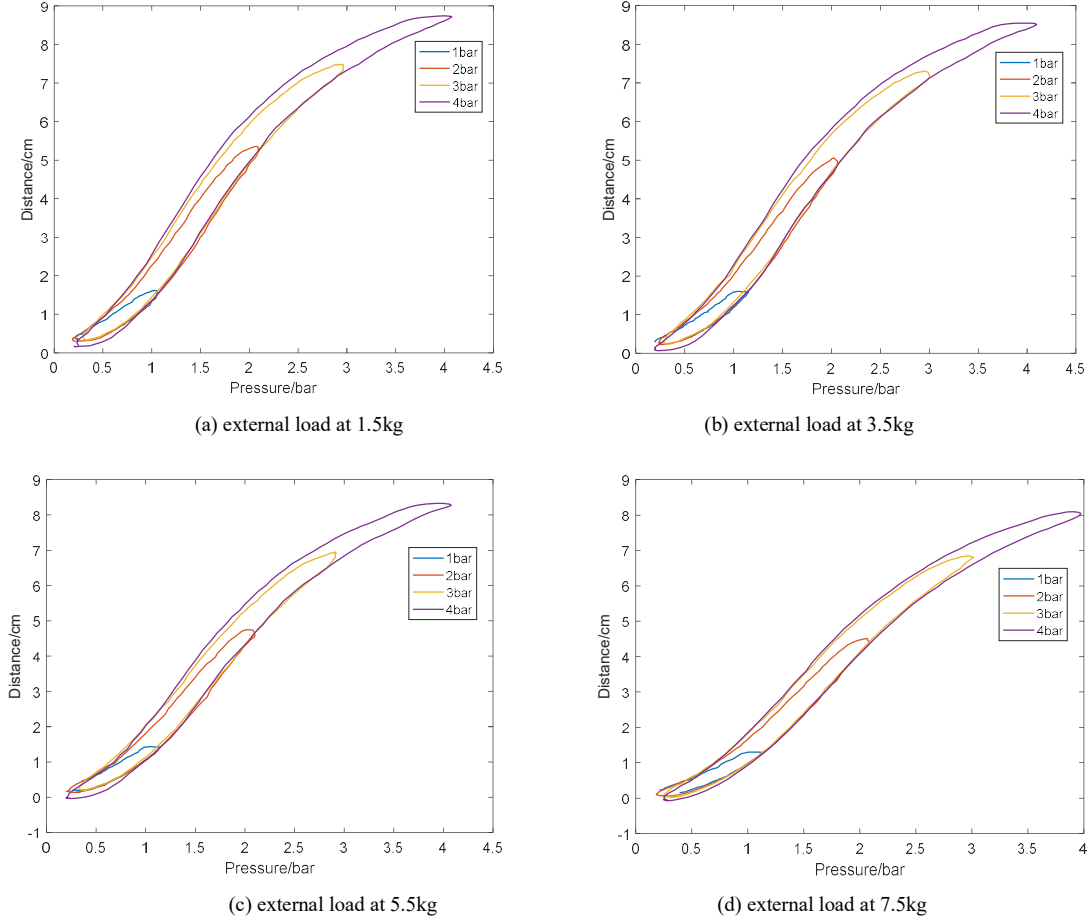 9
8
7
6
5
4
3
2
1
0
Distance/cm
0 0.5 1 1.5 2 2.5 3 3.5 4 4.5
Pressure/bar
1bar
2bar
3bar
4bar
(a) external load at 1.5kg
9
8
7
6
5
4
3
2
1
0
Distance/cm
0 0.5 1 1.5 2 2.5 3 3.5 4 4.5
Pressure/bar
1bar
2bar
3bar
4bar
(b) external load at 3.5kg
9
8
7
6
5
4
3
2
1
0
-1
Distance/cm
0 0.5 1 1.5 2 2.5 3 3.5 4 4.5
Pressure/bar
1bar
2bar
3bar
4bar
(c) external load at 5.5kg
9
8
7
6
5
4
3
2
1
0
-1
Distance/cm
0 0.5 1 1.5 2 2.5 3 3.5 4
Pressure/bar
1bar
2bar
3bar
4bar
(d) external load at 7.5kg